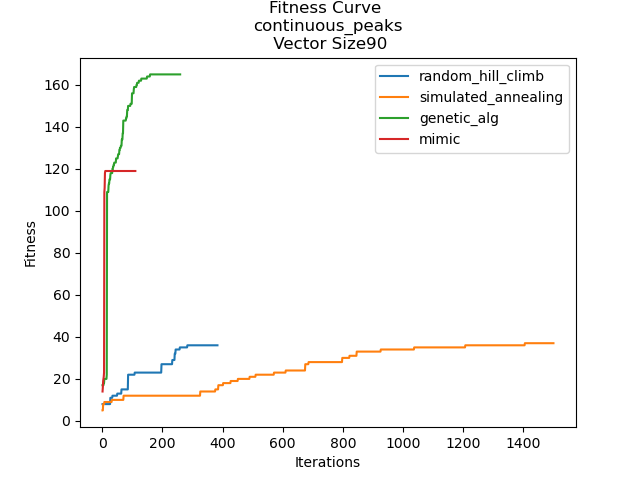 Fitness Curve
continuous_peaks
Vector Size90
random_hill_climb
simulated_annealing
genetic_alg
mimic
160
140
120
100
80
60
40
20
0
Fitness
0 200 400 600 800 1000 1200 1400
Iterations